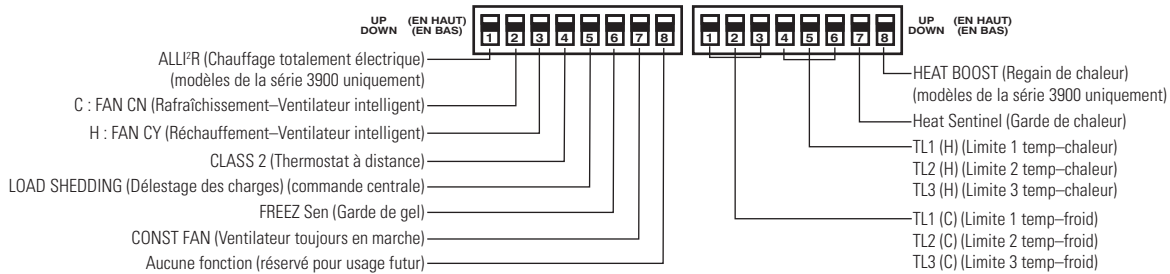 UP (EN HAUT)
DOWN (EN BAS)
1 2 3 4 5 6 7 8
ALLI²R (Chauffage totalement électrique)
(modèles de la série 3900 uniquement)
C : FAN CN (Rafraîchissement–Ventilateur intelligent)
H : FAN CY (Réchauffement–Ventilateur intelligent)
CLASS 2 (Thermostat à distance)
LOAD SHEDDING (Délestage des charges) (commande centrale)
FREEZ Sen (Garde de gel)
CONST FAN (Ventilateur toujours en marche)
Aucune fonction (réservé pour usage futur)
1 2 3 4 5 6 7 8
UP (EN HAUT)
DOWN (EN BAS)
HEAT BOOST (Regain de chaleur)
(modèles de la série 3900 uniquement)
Heat Sentinel (Garde de chaleur)
TL1 (H) (Limite 1 temp–chaleur)
TL2 (H) (Limite 2 temp–chaleur)
TL3 (H) (Limite 3 temp–chaleur)
TL1 (C) (Limite 1 temp–froid)
TL2 (C) (Limite 2 temp–froid)
TL3 (C) (Limite 3 temp–froid)